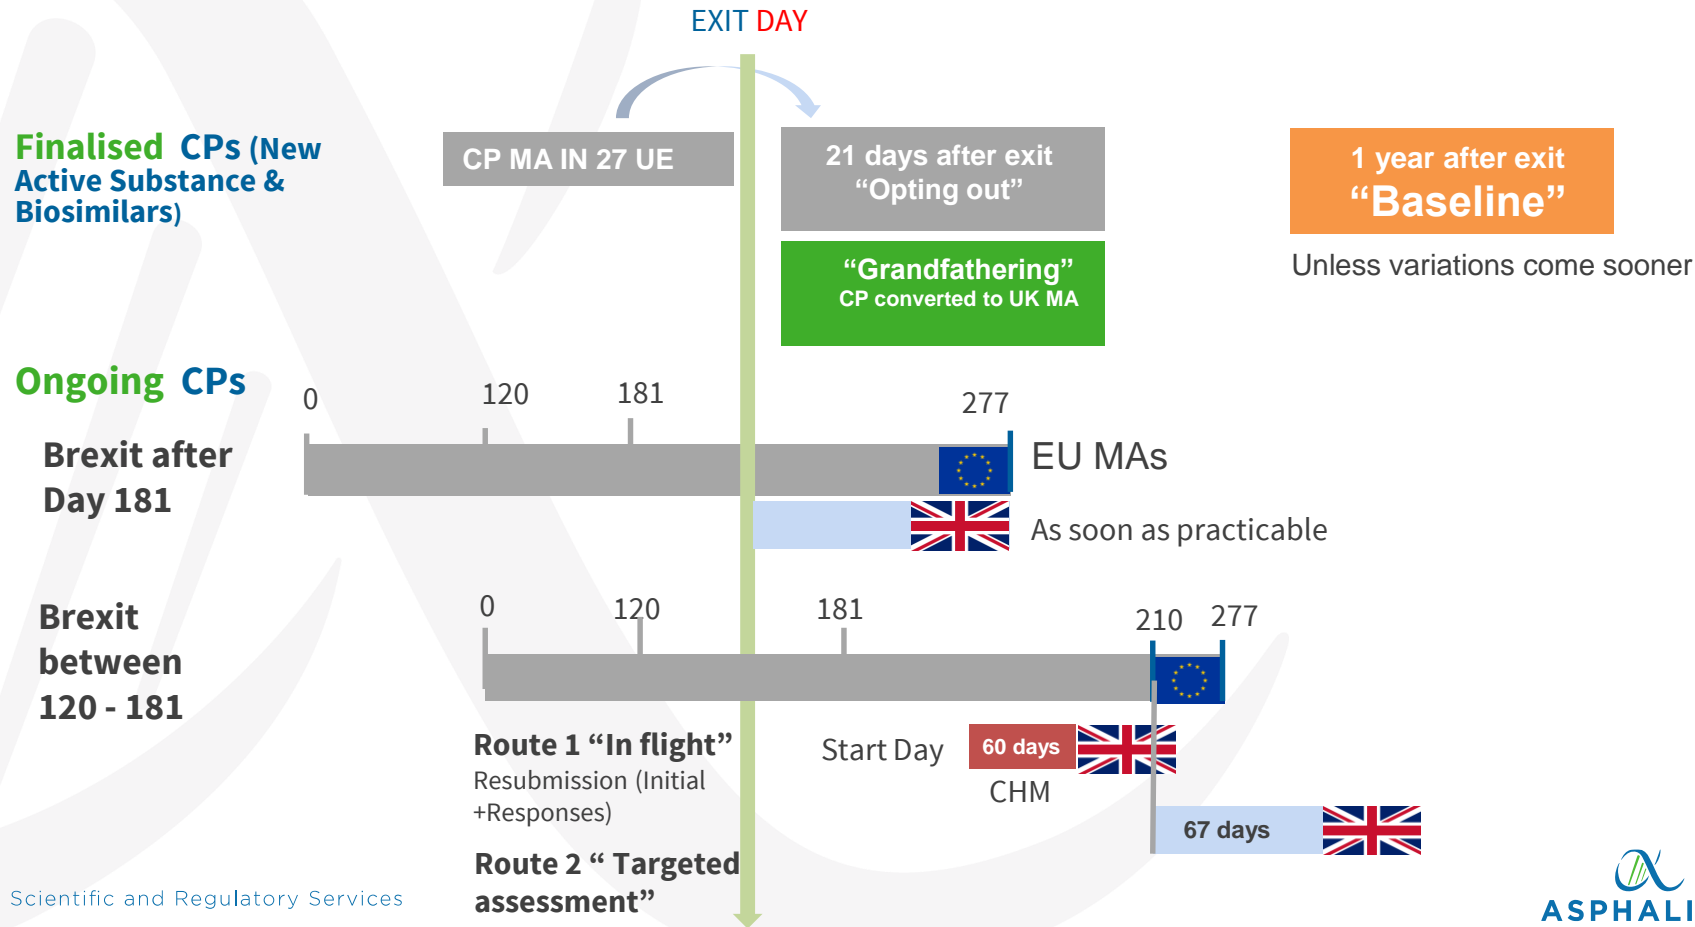 EXIT DAY
Finalised CPs (New
Active Substance &
Biosimilars)
CP MA IN 27 UE
21 days after exit
“Opting out”
“Grandfathering”
CP converted to UK MA
1 year after exit
“Baseline”
Unless variations come sooner
Ongoing CPs
0
120
181
277
Brexit after
Day 181
EU MAs
As soon as practicable
Brexit
between
120 - 181
0
120
181
210
277
Route 1 “In flight”
Resubmission (Initial
+Responses)
Start Day
60 days
CHM
67 days
Route 2 “ Targeted
assessment”
Scientific and Regulatory Services
ASPHALI